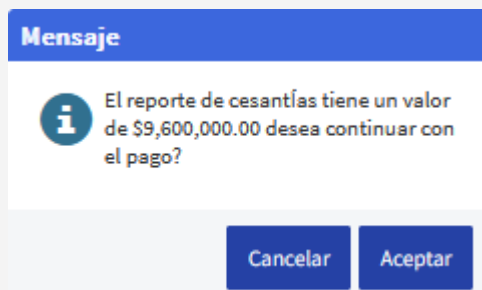 Mensaje
El reporte de cesantÍas tiene un valor
de $9,600,000.00 desea continuar con
el pago?
Cancelar
Aceptar